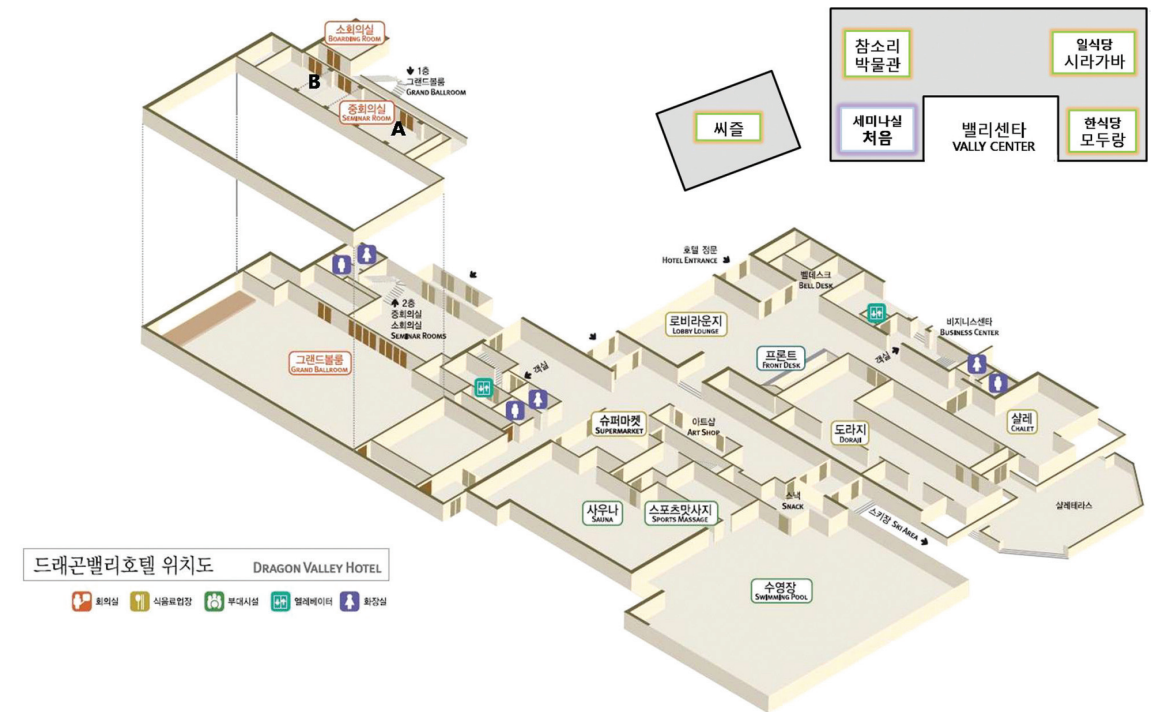 소회의실
BOARDING ROOM
B
1층
그랜드볼룸
GRAND BALLROOM
중회의실
SEMINAR ROOM
A
참소리
박물관
일식당
시라가바
씨즐
세미나실
처음
밸리센타
VALLY CENTER
한식당
모두랑
호텔 정문
HOTEL ENTRANCE
벨데스크
BELL DESK
2층
중회의실
소회의실
SEMINAR ROOMS
로비라운지
LOBBY LOUNGE
비지니스센타
BUSINESS CENTER
그랜드볼룸
GRAND BALLROOM
프론트
FRONT DESK
객실
객실
슈퍼마켓
SUPERMARKET
아트샵
ART SHOP
도라지
DORAJI
샬레
CHALET
사우나
SAUNA
스포츠맛사지
SPORTS MASSAGE
스낵
SNACK
스키장 SKI AREA
샬레테라스
드래곤밸리호텔 위치도 DRAGON VALLEY HOTEL
수영장
SWIMMING POOL
회의실 식음료업장 부대시설 엘레베이터 화장실